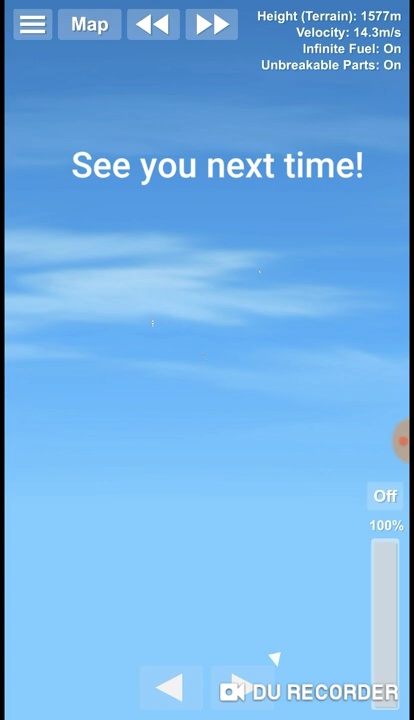 Map
Height (Terrain): 1577m
Velocity: 14.3m/s
Infinite Fuel: On
Unbreakable Parts: On
See you next time!
Off
100%
DU RECORDER